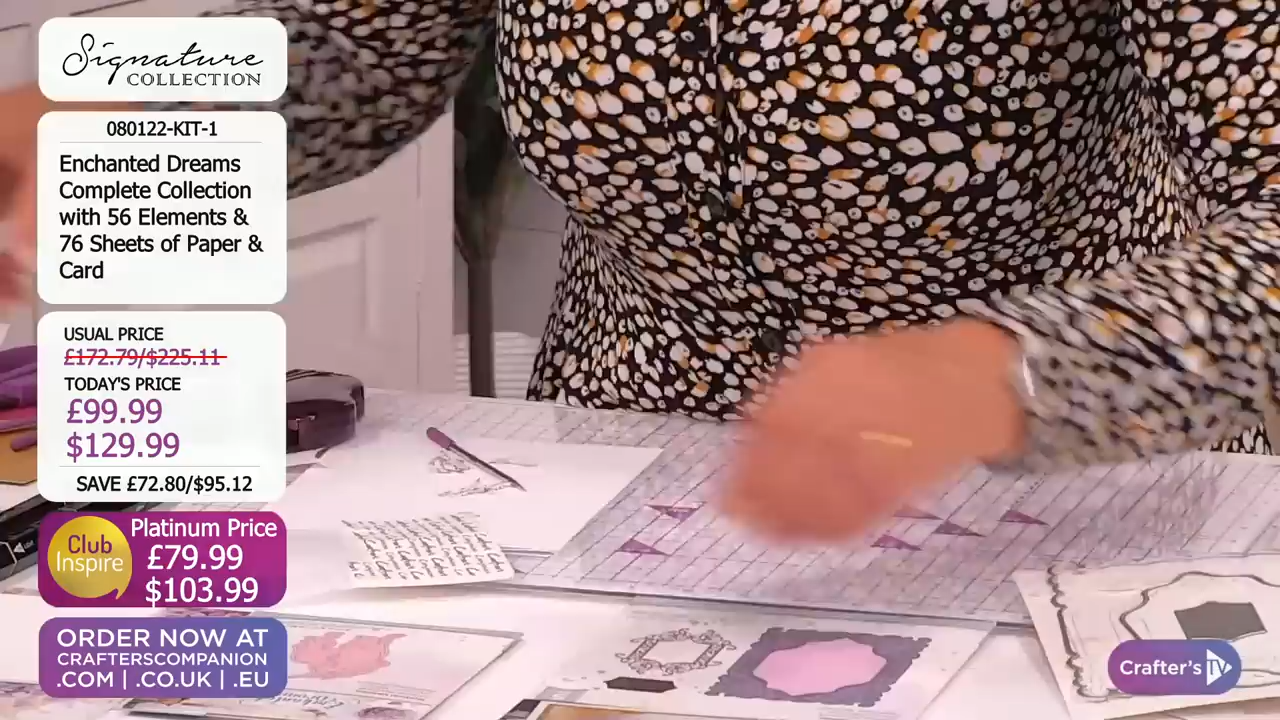 Signature
COLLECTION
080122-KIT-1
Enchanted Dreams
Complete Collection
with 56 Elements &
76 Sheets of Paper &
Card
USUAL PRICE
£172.79/$225.11
TODAY'S PRICE
£99.99
$129.99
SAVE £72.80/$95.12
Club
Inspire
Platinum Price
£79.99
$103.99
ORDER NOW AT
CRAFTERSCOMPANION
.COM | .CO.UK | .EU
Crafter's TV